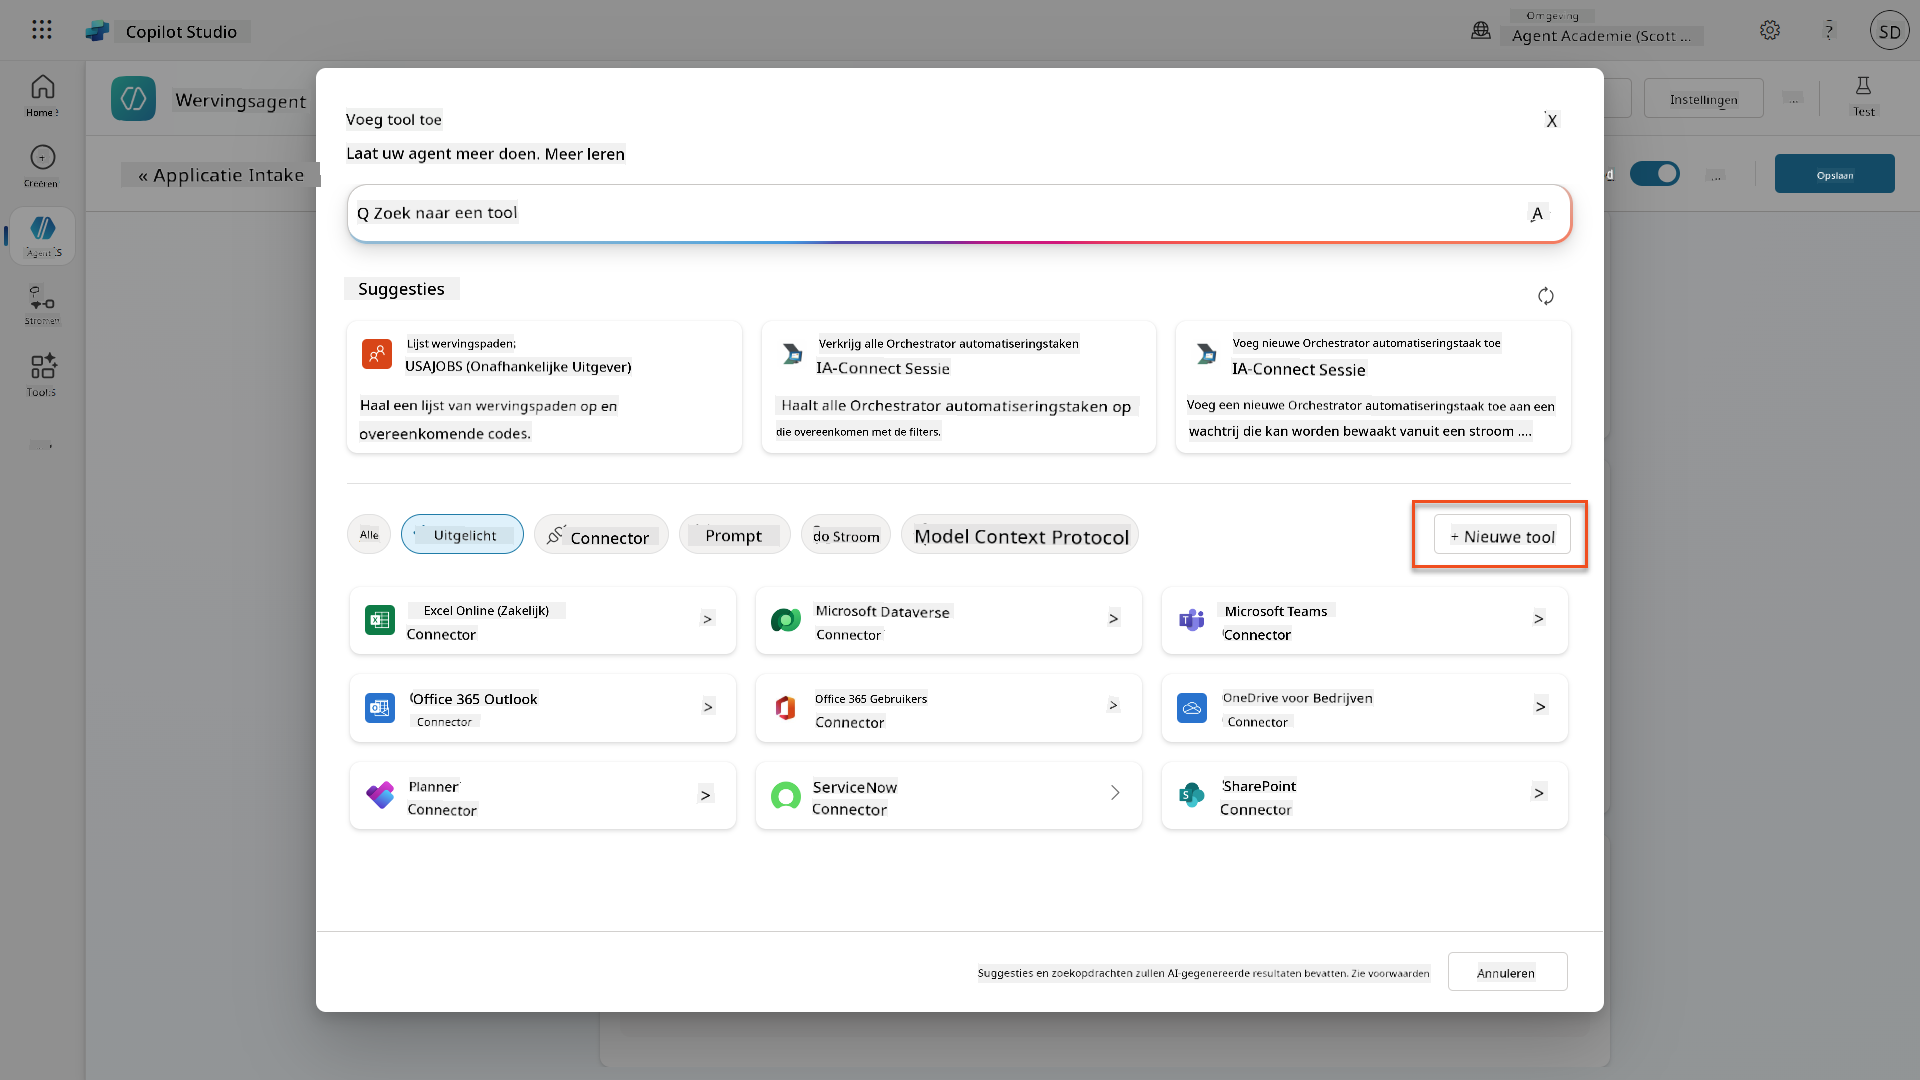 Copilot Studio
Omgeving
Agent Academie (Scott ...
?
SD
Home
Wervingsagent
Instellingen
...
Test
Creëren
« Applicatie Intake
...
Opslaan
Agent
Stromen
Tools
Voeg tool toe
X
Laat uw agent meer doen. Meer leren
Q Zoek naar een tool
A
Suggesties
Lijst wervingspaden;
USAJOBS (Onafhankelijke Uitgever)
Haal een lijst van wervingspaden op en
overeenkomende codes.
Verkrijg alle Orchestrator automatiseringstaken
IA-Connect Sessie
Haalt alle Orchestrator automatiseringstaken op
die overeenkomen met de filters.
Voeg nieuwe Orchestrator automatiseringstaak toe
IA-Connect Sessie
Voeg een nieuwe Orchestrator automatiseringstaak toe aan een
wachtrij die kan worden bewaakt vanuit een stroom ....
Alle
Uitgelicht
Connector
Prompt
do Stroom
Model Context Protocol
+ Nieuwe tool
Excel Online (Zakelijk)
Connector
>
Microsoft Dataverse
Connector
>
Microsoft Teams
Connector
>
Office 365 Outlook
Connector
>
Office 365 Gebruikers
Connector
>
OneDrive voor Bedrijven
Connector
>
Planner
Connector
>
ServiceNow
Connector
SharePoint
Connector
>
Suggesties en zoekopdrachten zullen AI-gegenereerde resultaten bevatten. Zie voorwaarden
Annuleren